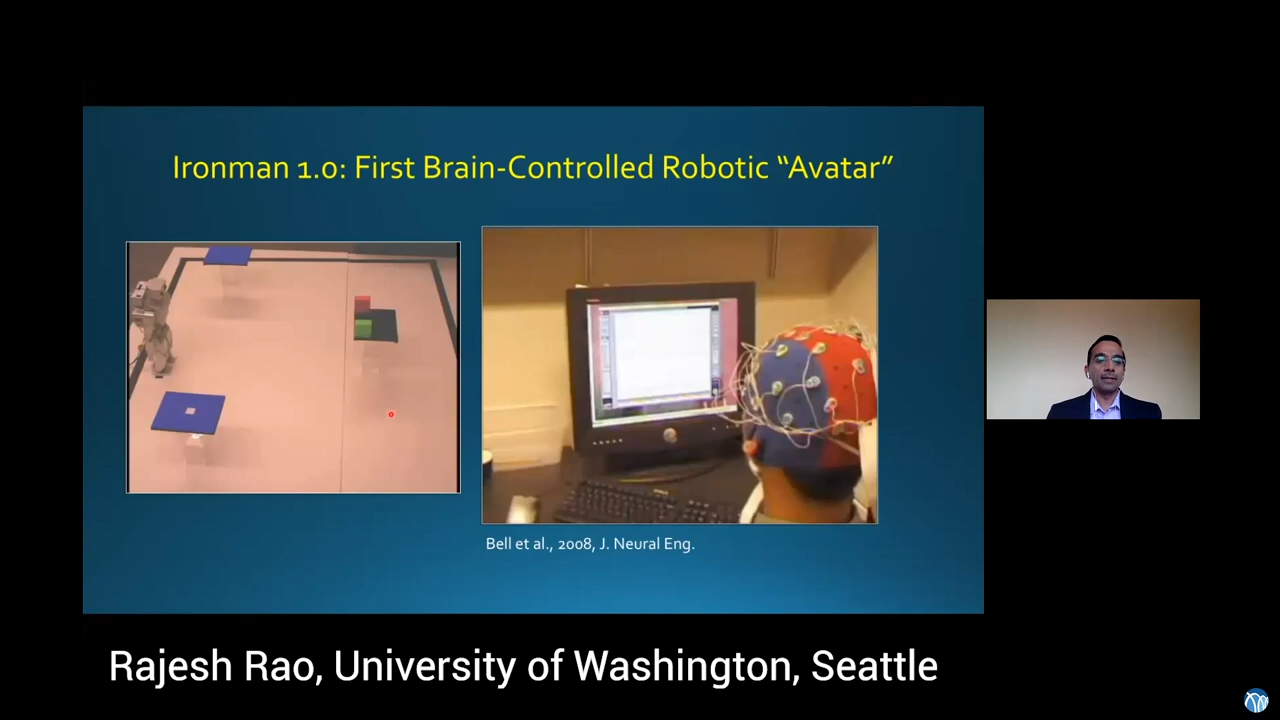 Ironman 1.0: First Brain-Controlled Robotic “Avatar”
Bell et al., 2008, J. Neural Eng.
Rajesh Rao, University of Washington, Seattle